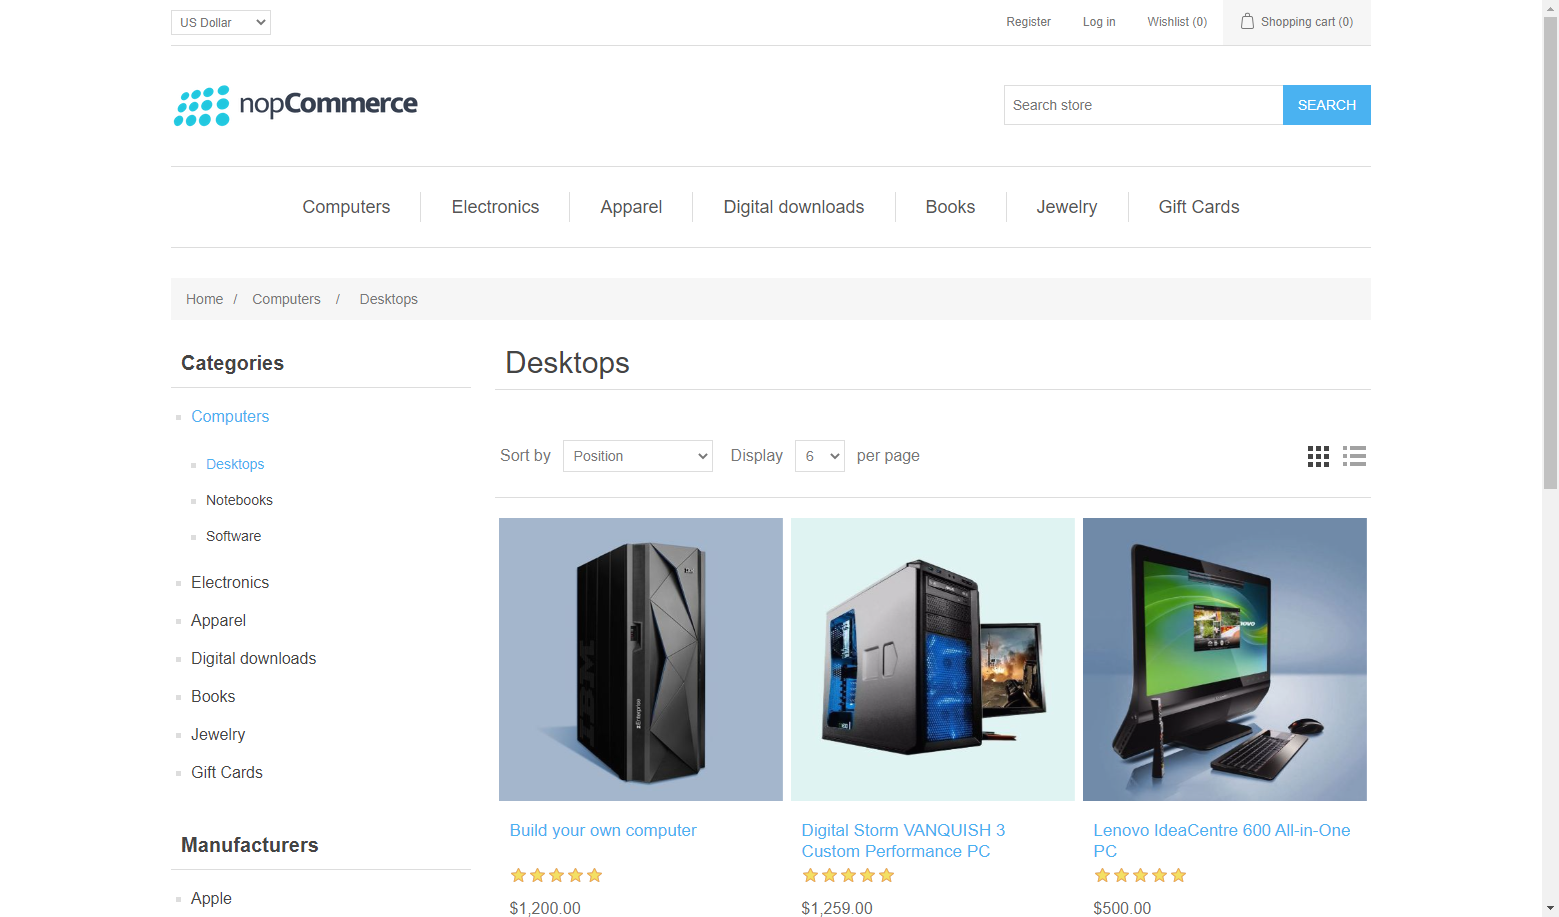 US Dollar
Register
Log in
Wishlist (0)
Shopping cart (0)
nopCommerce
Search store
SEARCH
Computers
Electronics
Apparel
Digital downloads
Books
Jewelry
Gift Cards
Home / Computers / Desktops
Categories
Computers
Desktops
Notebooks
Software
Electronics
Apparel
Digital downloads
Books
Jewelry
Gift Cards
Manufacturers
Apple
Desktops
Sort by Position Display 6 per page
IBM
Enterprise
Build your own computer
$1,200.00
Digital Storm VANQUISH 3
Custom Performance PC
$1,259.00
Lenovo IdeaCentre 600 All-in-One
PC
$500.00